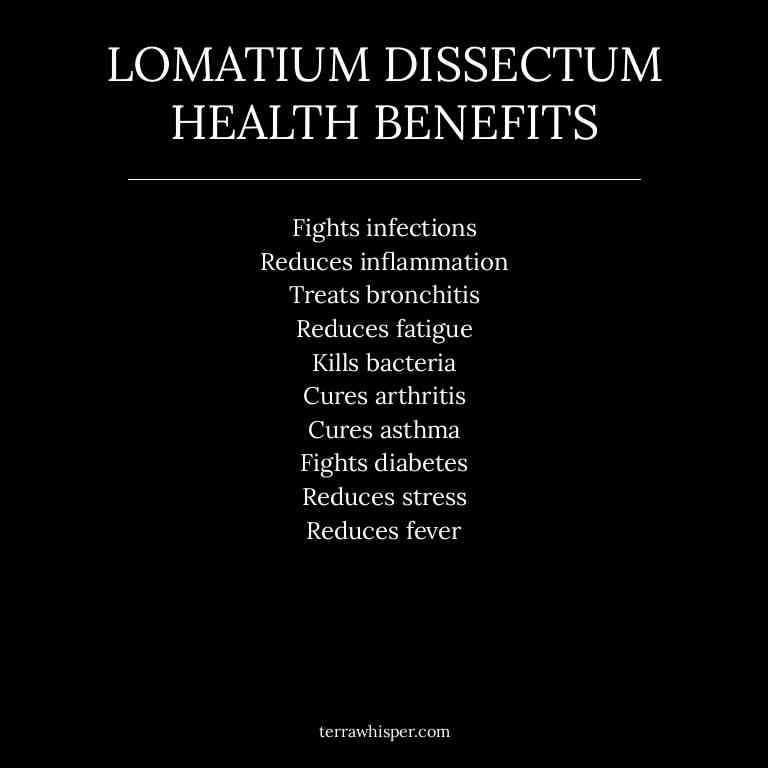 LOMATIUM DISSECTUM
HEALTH BENEFITS
Fights infections
Reduces inflammation
Treats bronchitis
Reduces fatigue
Kills bacteria
Cures arthritis
Cures asthma
Fights diabetes
Reduces stress
Reduces fever
terrawhisper.com